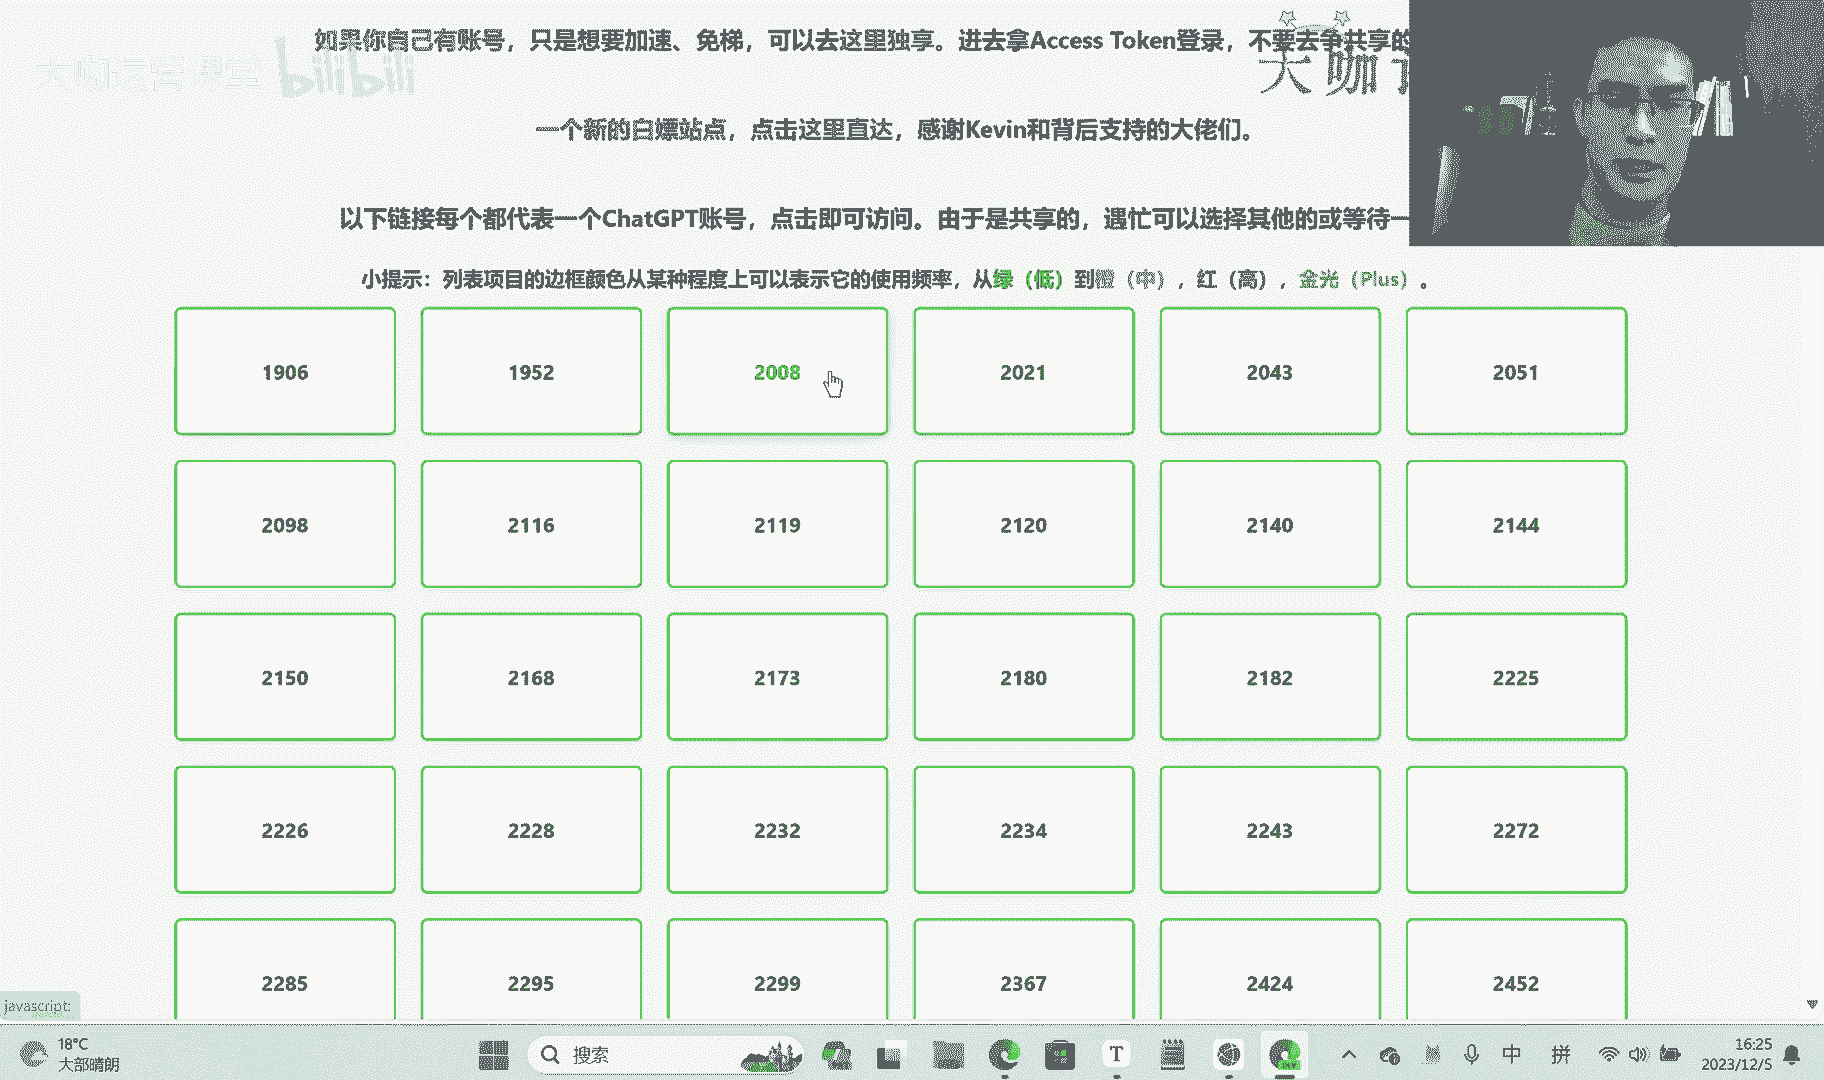 如果你自己有账号，只是想要加速、免梯，可以去这里独享。进去拿Access Token登录，不要去争共享的
大咖运营课堂 bilibili
大咖
一个新的白嫖站点，点击这里直达，感谢Kevin和背后支持的大佬们。
以下链接每个都代表一个ChatGPT账号，点击即可访问。由于是共享的，遇忙可以选择其他的或等待一
小提示：列表项目的边框颜色从某种程度上可以表示它的使用频率，从绿（低）到橙（中），红（高），金光（Plus）。
1906 1952 2008 2021 2043 2051
2098 2116 2119 2120 2140 2144
2150 2168 2173 2180 2182 2225
2226 2228 2232 2234 2243 2272
2285 2295 2299 2367 2424 2452
javascript:
18°C
大部晴朗
搜索
中 拼
16:25
2023/12/5